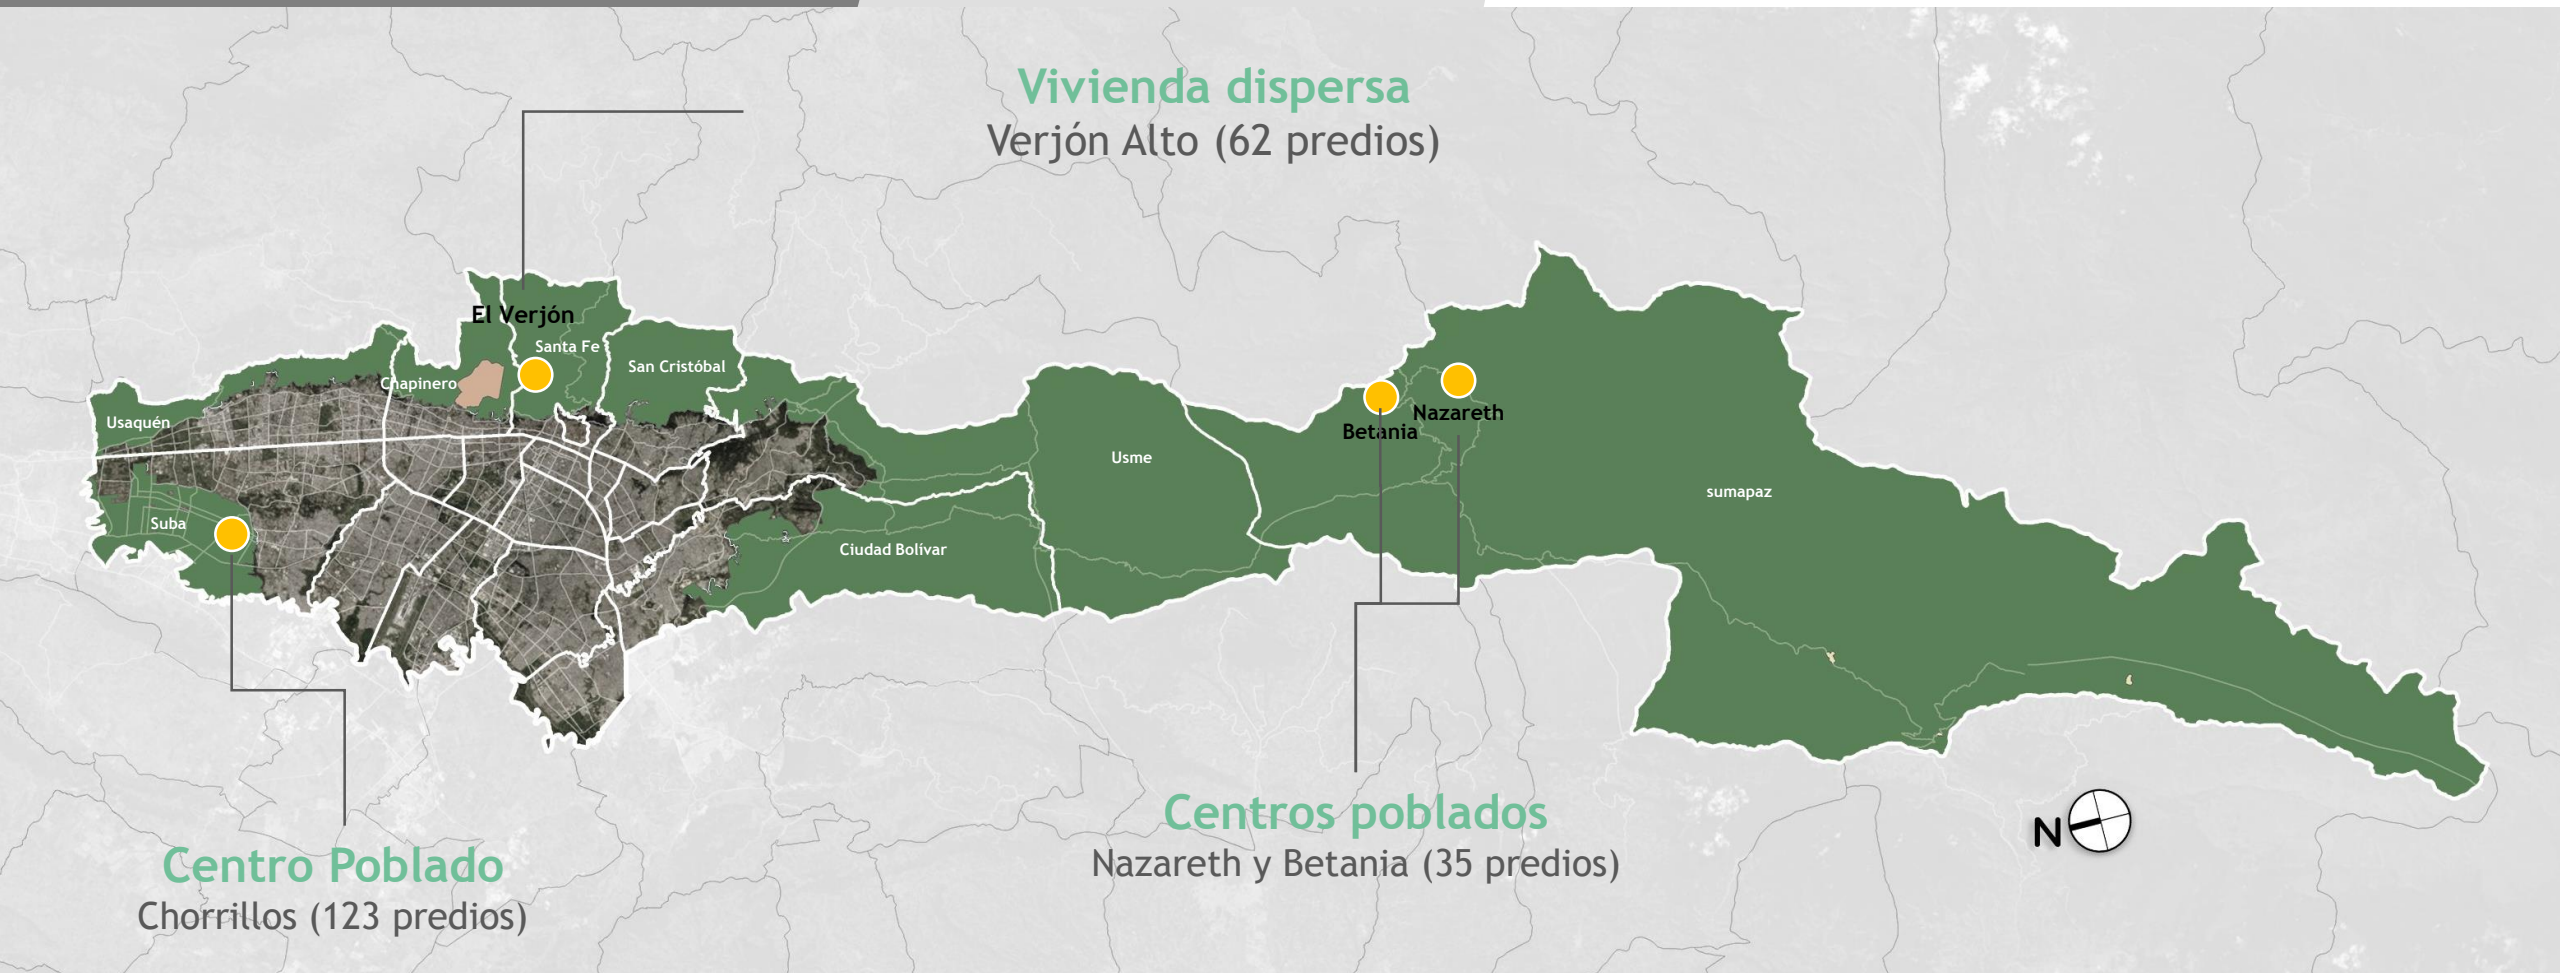 Vivienda dispersa
Verjón Alto (62 predios)
El Verjón
Santa Fe
San Cristóbal
Chapinero
Usaquén
Nazareth
Betania
Usme
sumapaz
Suba
Ciudad Bolívar
Centros poblados
Nazareth y Betania (35 predios)
N
Centro Poblado
Chorrillos (123 predios)